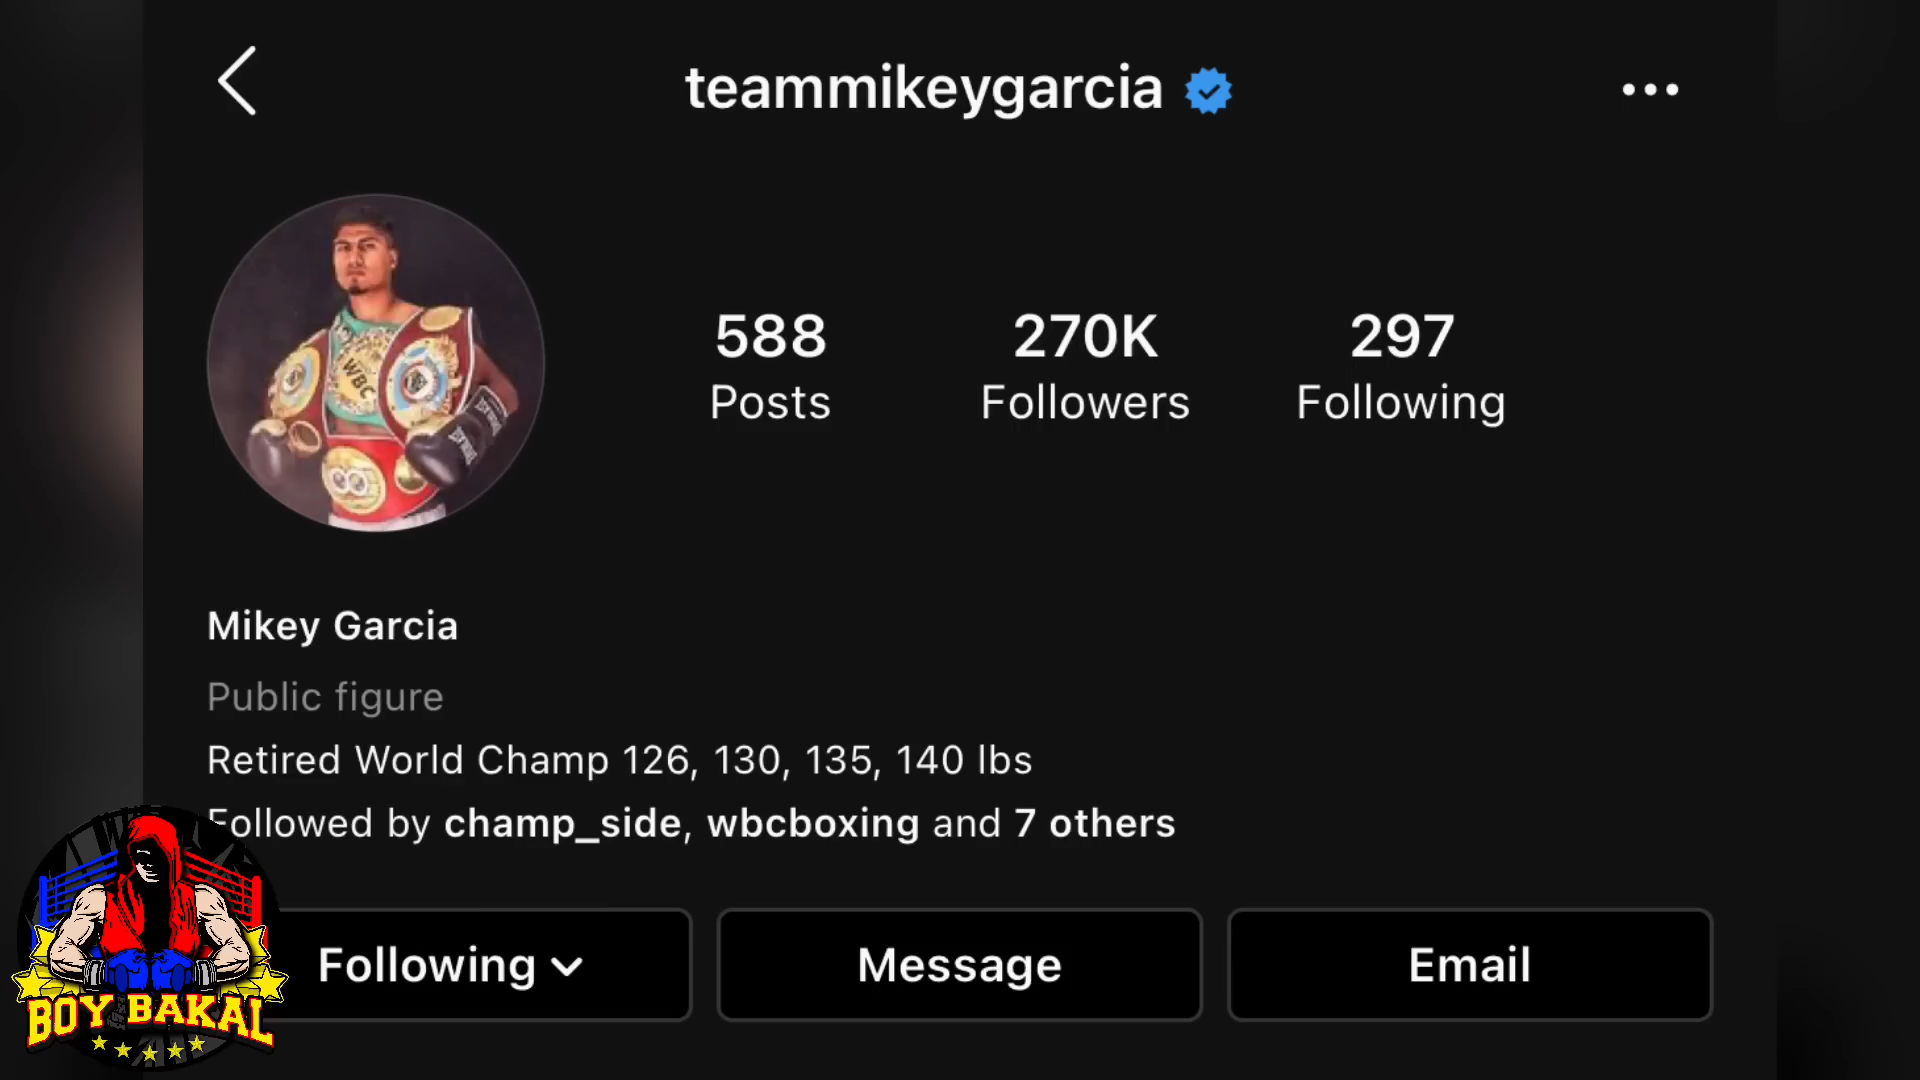 teammikeygarcia
588 270K 297
Posts Followers Following
WBC
Mikey Garcia
Public figure
Retired World Champ 126, 130, 135, 140 lbs
Followed by champ_side, wbcboxing and 7 others
Following Message Email
BOY BAKAL